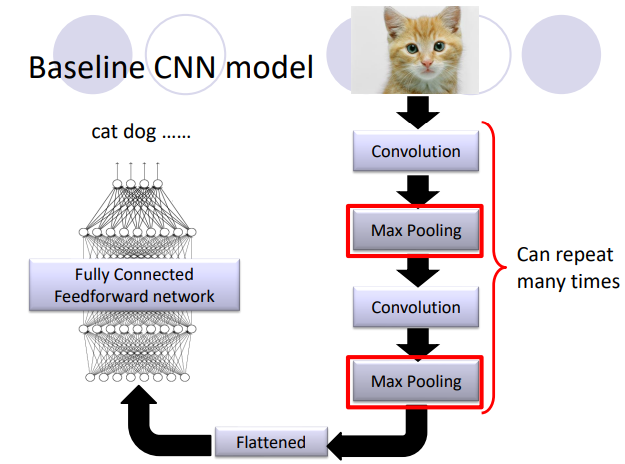 Baseline CNN model
cat dog ……
Convolution
Max Pooling
Convolution
Max Pooling
Can repeat
many times
Fully Connected
Feedforward network
Flattened